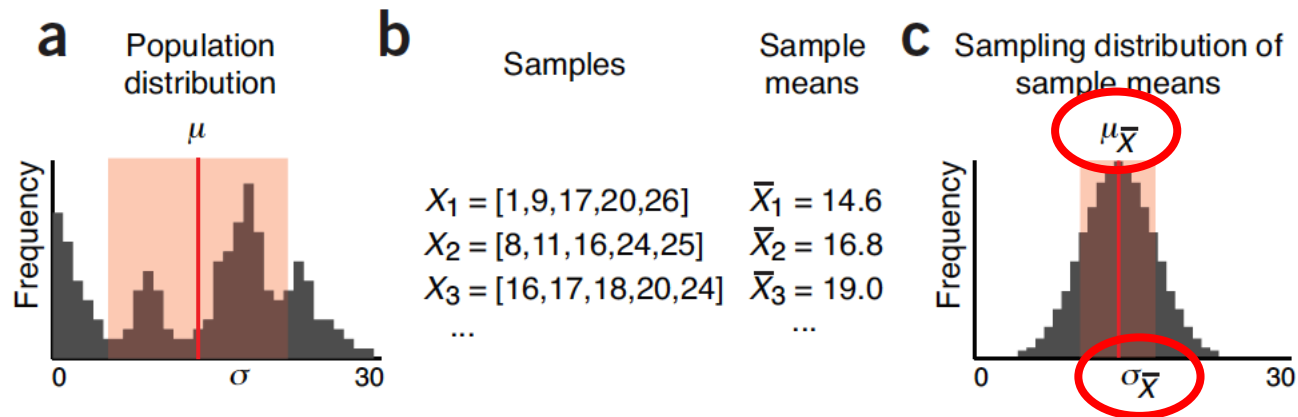 a
Population
distribution
μ
Frequency
0
σ
30
b
Samples
Sample
means
X₁ = [1,9,17,20,26]
X̅₁ = 14.6
X₂ = [8,11,16,24,25]
X̅₂ = 16.8
X₃ = [16,17,18,20,24]
X̅₃ = 19.0
...
...
c
Sampling distribution of
sample means
μ_X̅
Frequency
0
σ_X̅
30